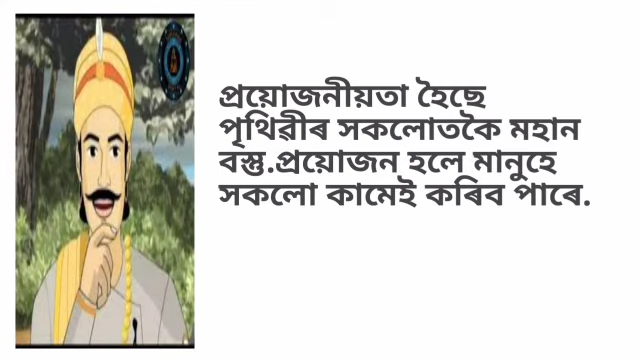 প্ৰয়োজনীয়তা হৈছে
পৃথিৱীৰ সকলোতকৈ মহান
বস্তু.প্ৰয়োজন হলে মানুহে
সকলো কামেই কৰিব পাৰে.